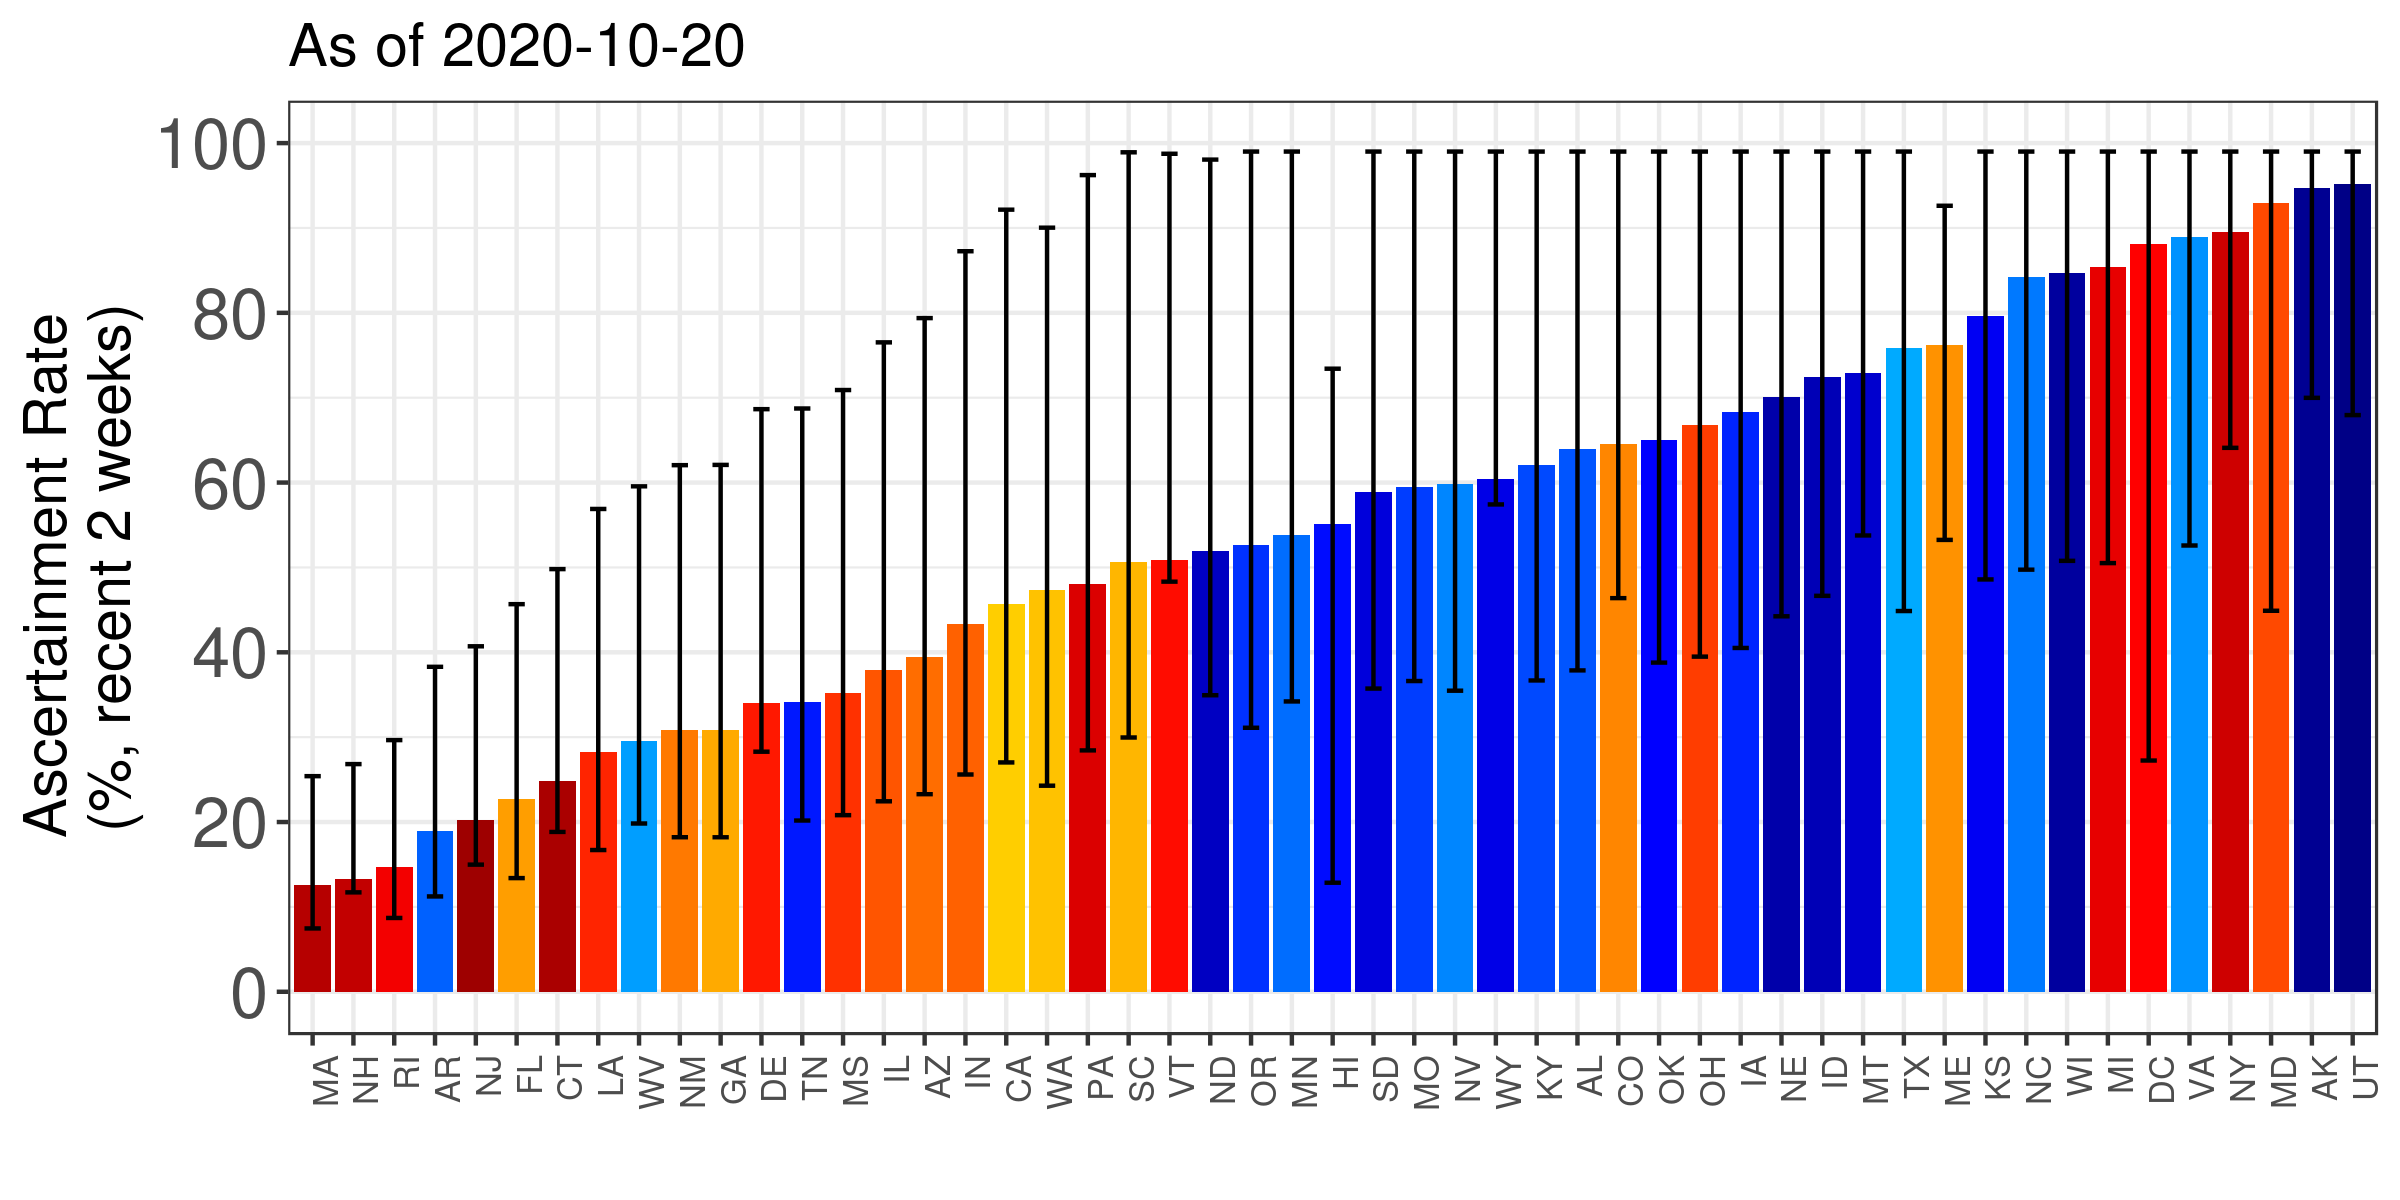 As of 2020-10-20
Ascertainment Rate
(%, recent 2 weeks)
100
80
60
40
20
0
MA NH RI AR NJ FL CT LA WV NM GA DE TN MS IL AZ IN CA WA PA SC VT ND OR MN HI SD MO NV WY KY AL CO OK OH IA NE ID MT TX ME KS NC WI MI DC VA NY MD AK UT